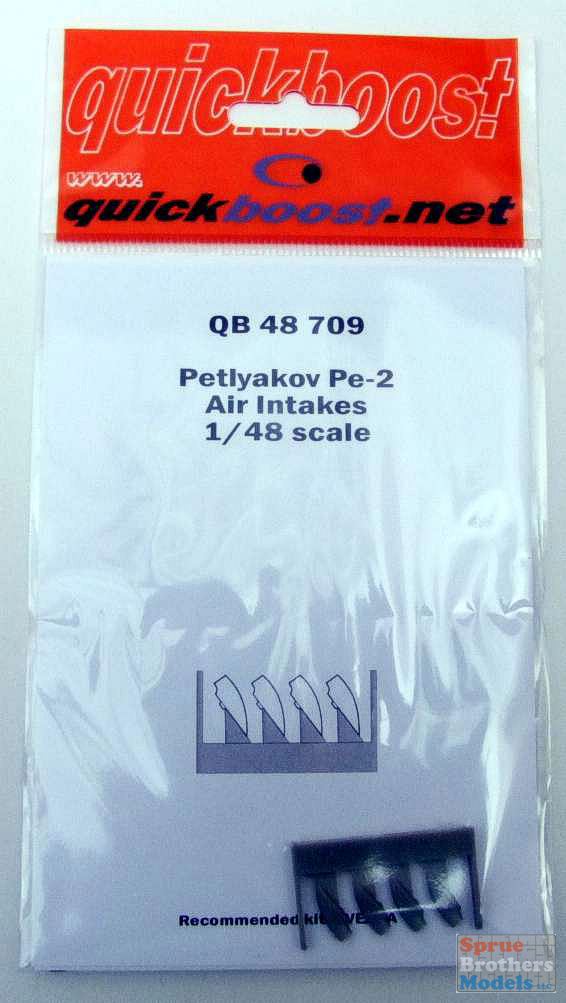 quickboost
www.
quickboost.net
QB 48 709
Petlyakov Pe-2
Air Intakes
1/48 scale
Recommended kit
Sprue
Brothers
Models LLC